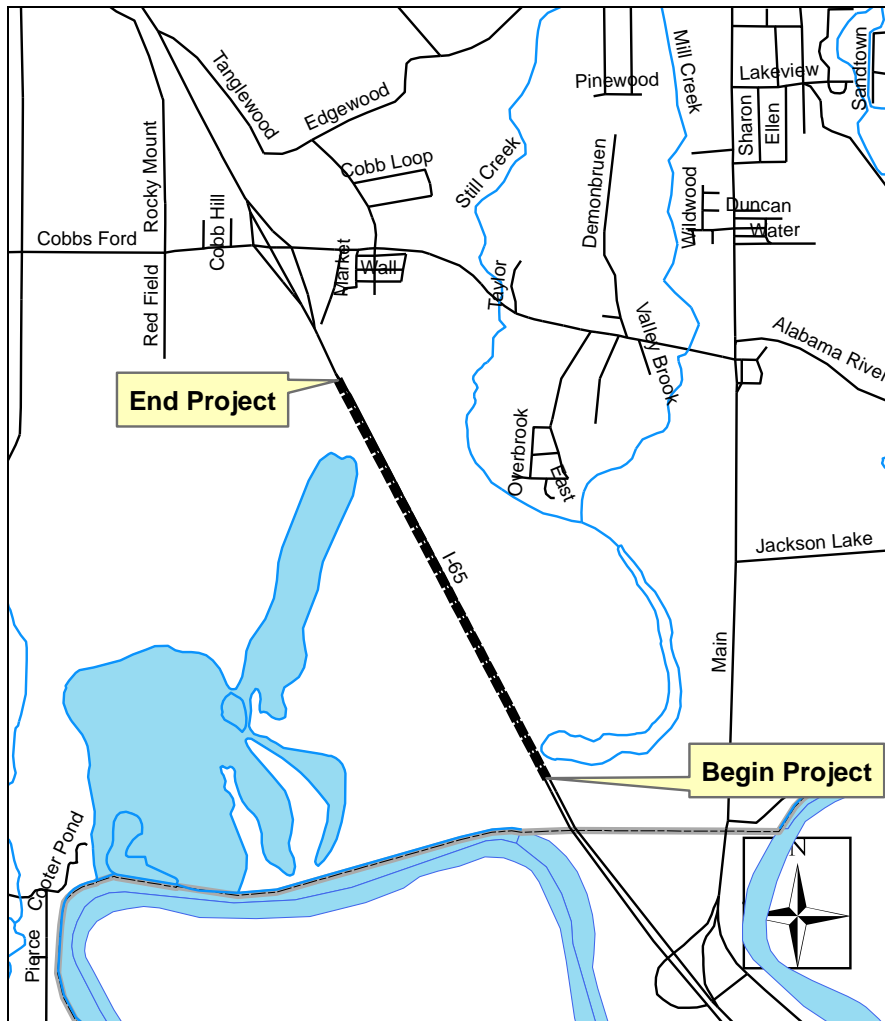 Tanglewood
Edgewood
Pinewood
Mill Creek
Lakeview
Sandtown
Sharon
Ellen
Rocky Mount
Cobb Loop
Still Creek
Demonbruen
Wildwood
Duncan
Water
Cobbs Ford
Cobb Hill
Market
Wall
Taylor
Red Field
Valley Brook
Alabama River
End Project
Overbrook
East
I-65
Jackson Lake
Main
Begin Project
Cooter Pond
N
Pierce